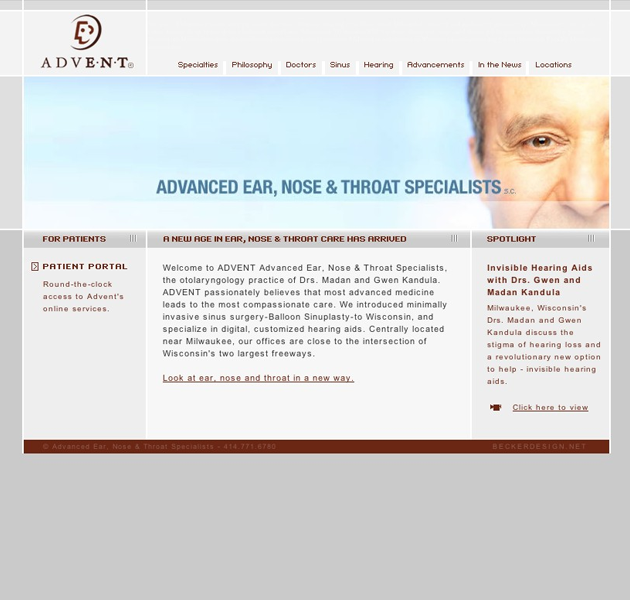 ADVE·N·T®
Specialties Philosophy Doctors Sinus Hearing Advancements In the News Locations
ADVANCED EAR, NOSE & THROAT SPECIALISTS S.C.
FOR PATIENTS
PATIENT PORTAL
Round-the-clock
access to Advent's
online services.
A NEW AGE IN EAR, NOSE & THROAT CARE HAS ARRIVED
Welcome to ADVENT Advanced Ear, Nose & Throat Specialists,
the otolaryngology practice of Drs. Madan and Gwen Kandula.
ADVENT passionately believes that most advanced medicine
leads to the most compassionate care. We introduced minimally
invasive sinus surgery-Balloon Sinuplasty-to Wisconsin, and
specialize in digital, customized hearing aids. Centrally located
near Milwaukee, our offices are close to the intersection of
Wisconsin's two largest freeways.
Look at ear, nose and throat in a new way.
SPOTLIGHT
Invisible Hearing Aids
with Drs. Gwen and
Madan Kandula
Milwaukee, Wisconsin's
Drs. Madan and Gwen
Kandula discuss the
stigma of hearing loss and
a revolutionary new option
to help - invisible hearing
aids.
Click here to view
© Advanced Ear, Nose & Throat Specialists – 414.771.6780
BECKERDESIGN.NET